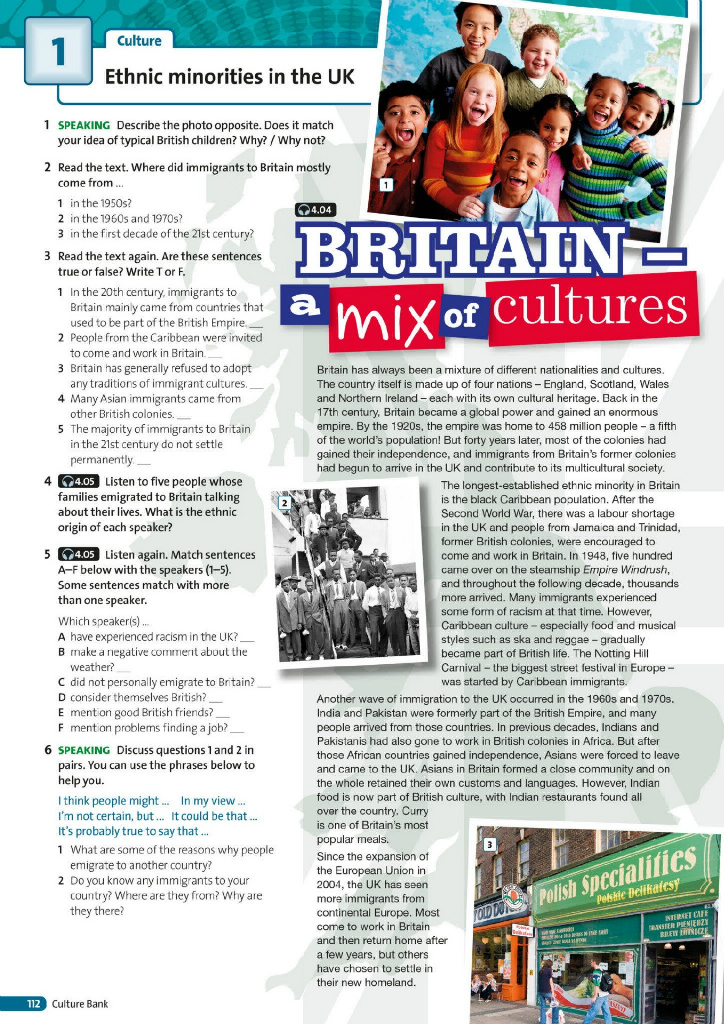 1
Culture
Ethnic minorities in the UK
1 SPEAKING Describe the photo opposite. Does it match
your idea of typical British children? Why? / Why not?
2 Read the text. Where did immigrants to Britain mostly
come from ...
1 in the 1950s?
2 in the 1960s and 1970s?
3 in the first decade of the 21st century?
3 Read the text again. Are these sentences
true or false? Write T or F.
1 In the 20th century, immigrants to
Britain mainly came from countries that
used to be part of the British Empire. __
2 People from the Caribbean were invited
to come and work in Britain. __
3 Britain has generally refused to adopt
any traditions of immigrant cultures. __
4 Many Asian immigrants came from
other British colonies. __
5 The majority of immigrants to Britain
in the 21st century do not settle
permanently. __
4 4.05 Listen to five people whose
families emigrated to Britain talking
about their lives. What is the ethnic
origin of each speaker?
5 4.05 Listen again. Match sentences
A–F below with the speakers (1–5).
Some sentences match with more
than one speaker.
Which speaker(s) ...
A have experienced racism in the UK? __
B make a negative comment about the
weather? __
C did not personally emigrate to Britain? __
D consider themselves British? __
E mention good British friends? __
F mention problems finding a job? __
6 SPEAKING Discuss questions 1 and 2 in
pairs. You can use the phrases below to
help you.
I think people might ... In my view ...
I'm not certain, but ... It could be that ...
It's probably true to say that ...
1 What are some of the reasons why people
emigrate to another country?
2 Do you know any immigrants to your
country? Where are they from? Why are
they there?
1
4.04
BRITAIN –
a mix of cultures
Britain has always been a mixture of different nationalities and cultures.
The country itself is made up of four nations – England, Scotland, Wales
and Northern Ireland – each with its own cultural heritage. Back in the
17th century, Britain became a global power and gained an enormous
empire. By the 1920s, the empire was home to 458 million people – a fifth
of the world's population! But forty years later, most of the colonies had
gained their independence, and immigrants from Britain's former colonies
had begun to arrive in the UK and contribute to its multicultural society.
2
The longest-established ethnic minority in Britain
is the black Caribbean population. After the
Second World War, there was a labour shortage
in the UK and people from Jamaica and Trinidad,
former British colonies, were encouraged to
come and work in Britain. In 1948, five hundred
came over on the steamship Empire Windrush,
and throughout the following decade, thousands
more arrived. Many immigrants experienced
some form of racism at that time. However,
Caribbean culture – especially food and musical
styles such as ska and reggae – gradually
became part of British life. The Notting Hill
Carnival – the biggest street festival in Europe –
was started by Caribbean immigrants.
Another wave of immigration to the UK occurred in the 1960s and 1970s.
India and Pakistan were formerly part of the British Empire, and many
people arrived from those countries. In previous decades, Indians and
Pakistanis had also gone to work in British colonies in Africa. But after
those African countries gained independence, Asians were forced to leave
and came to the UK. Asians in Britain formed a close community and on
the whole retained their own customs and languages. However, Indian
food is now part of British culture, with Indian restaurants found all
over the country. Curry
is one of Britain's most
popular meals.
Since the expansion of
the European Union in
2004, the UK has seen
more immigrants from
continental Europe. Most
come to work in Britain
and then return home after
a few years, but others
have chosen to settle in
their new homeland.
3
Polish Specialities
Polskie Delikatesy
INTERNET CAFE
TRANSFER PIENIEDZY
BILETY LOTNICZE
112 Culture Bank